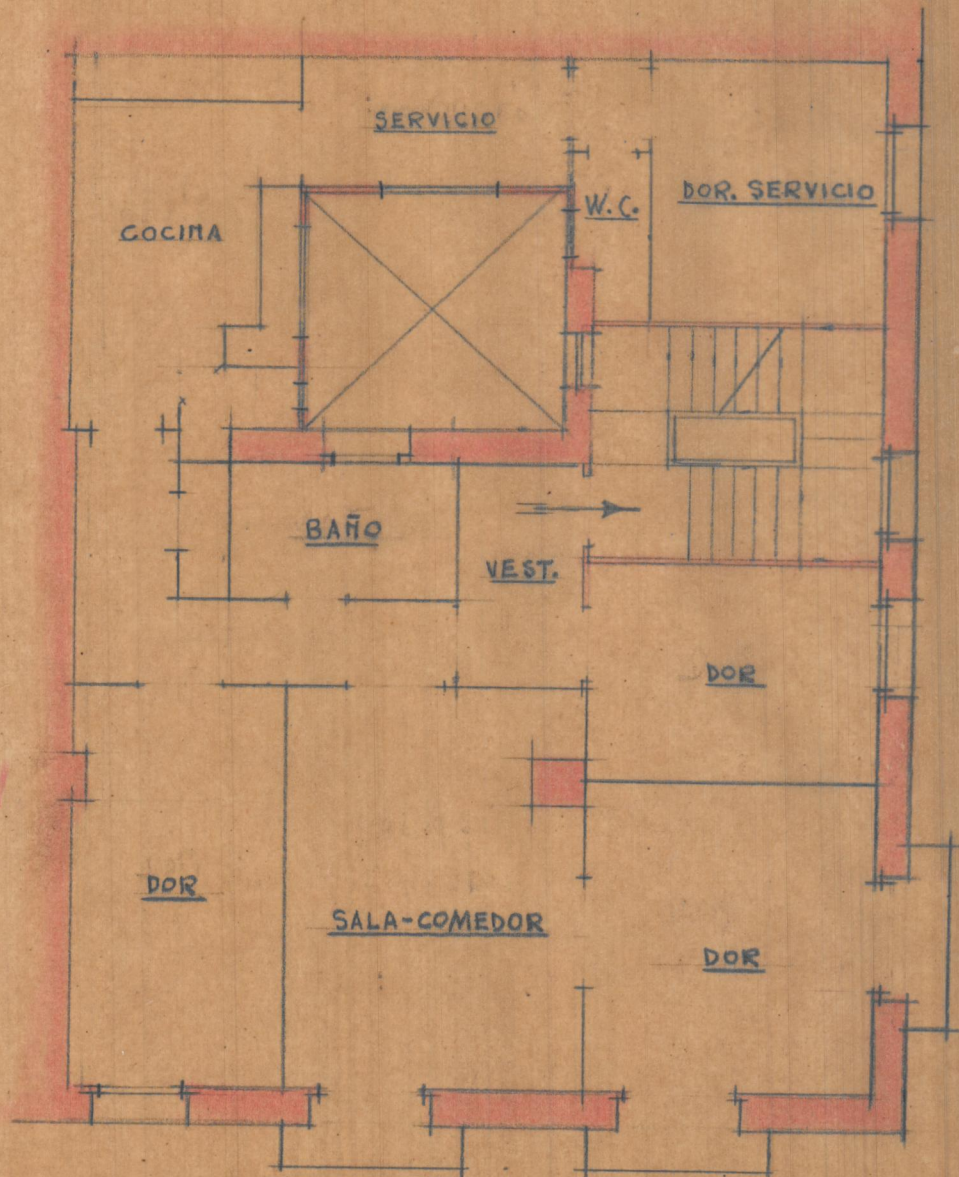 SERVICIO
W.C.
DOR. SERVICIO
COCINA
BAÑO
VEST.
DOR
DOR
SALA-COMEDOR
DOR